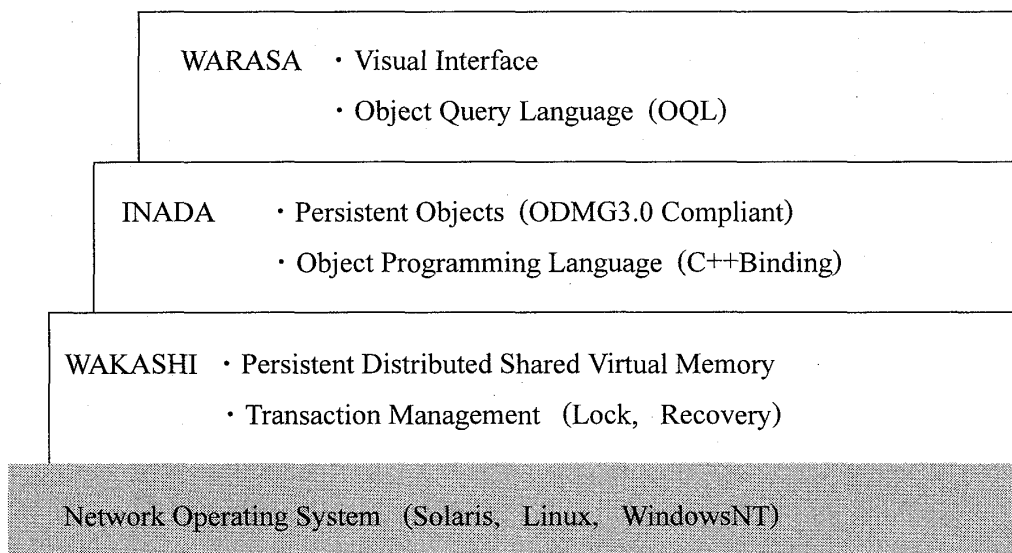 WARASA ・Visual Interface
・Object Query Language (OQL)
INADA ・Persistent Objects (ODMG3.0 Compliant)
・Object Programming Language (C++Binding)
WAKASHI ・Persistent Distributed Shared Virtual Memory
・Transaction Management (Lock, Recovery)
Network Operating System (Solaris, Linux, WindowsNT)